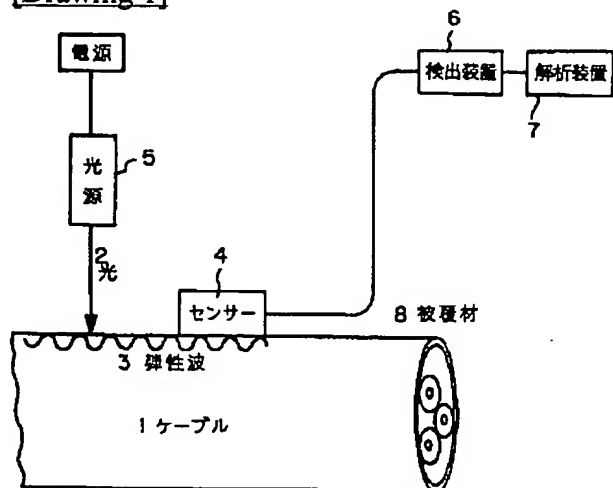 [Drawing 1]
電源
6
検出装置
解析装置
7
光源
5
2
光
4
センサー
8 被覆材
3 弾性波
1 ケーブル